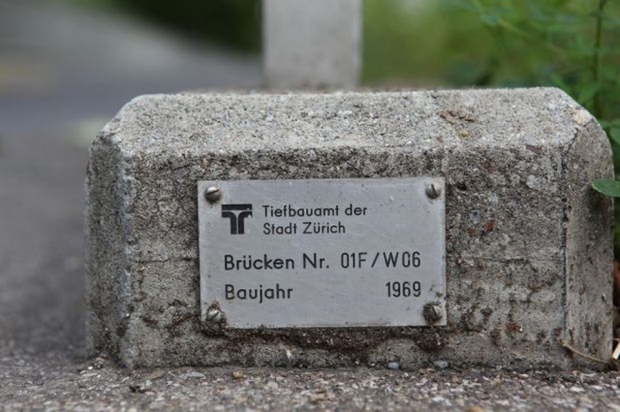 Tiefbauamt der
Stadt Zürich
Brücken Nr. 01F/W06
Baujahr 1969